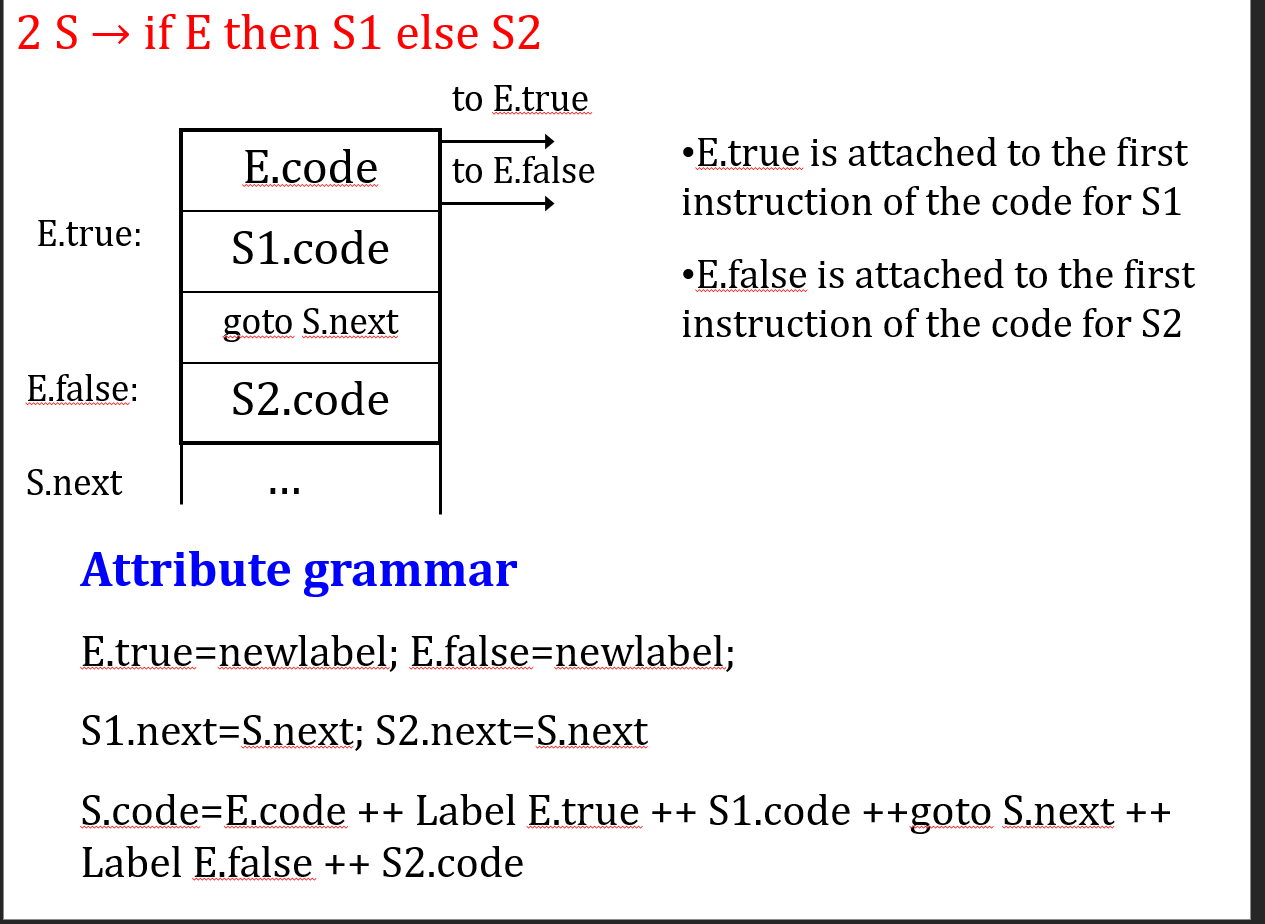 2 S → if E then S1 else S2
to E.true
E.code
to E.false
E.true:
S1.code
goto S.next
E.false:
S2.code
S.next
...
•E.true is attached to the first
instruction of the code for S1
•E.false is attached to the first
instruction of the code for S2
Attribute grammar
E.true=newlabel; E.false=newlabel;
S1.next=S.next; S2.next=S.next
S.code=E.code ++ Label E.true ++ S1.code ++goto S.next ++
Label E.false ++ S2.code